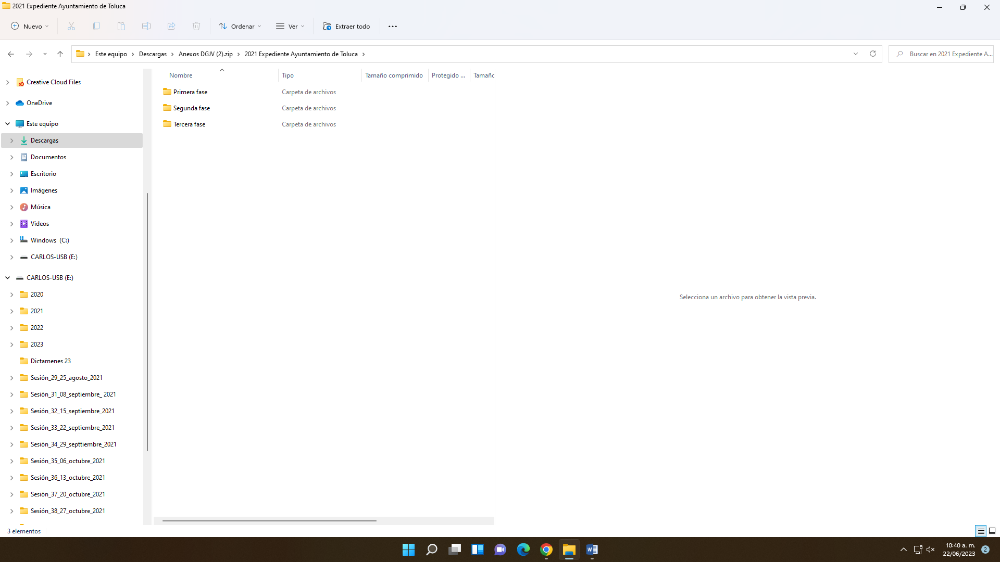 2021 Expediente Ayuntamiento de Toluca
Nuevo
Ordenar
Ver
Extraer todo
Este equipo > Descargas > Anexos DGJV (2).zip > 2021 Expediente Ayuntamiento de Toluca >
Buscar en 2021 Expediente A...
Creative Cloud Files
OneDrive
Este equipo
Descargas
Documentos
Escritorio
Imágenes
Música
Videos
Windows (C:)
CARLOS-USB (E:)
CARLOS-USB (E:)
2020
2021
2022
2023
Dictamenes 23
Sesión_29_25_agosto_2021
Sesión_31_08_septiembre_ 2021
Sesión_32_15_septiembre_2021
Sesión_33_22_septiembre_2021
Sesión_34_29_septtiembre_2021
Sesión_35_06_octubre_2021
Sesión_36_13_octubre_2021
Sesión_37_20_octubre_2021
Sesión_38_27_octubre_2021
Nombre Tipo Tamaño comprimido Protegido ... Tamaño
Primera fase Carpeta de archivos
Segunda fase Carpeta de archivos
Tercera fase Carpeta de archivos
Selecciona un archivo para obtener la vista previa.
3 elementos
10:40 a. m.
22/06/2023
2